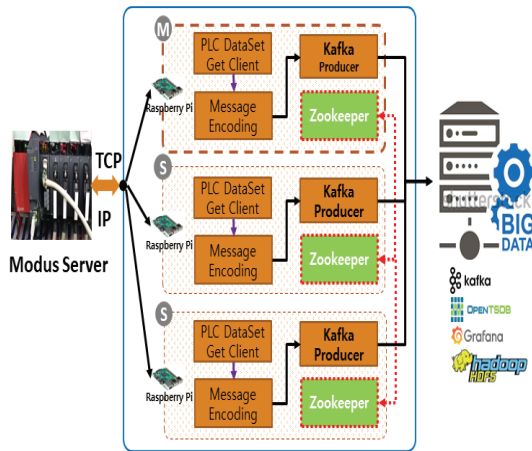 TCP
IP
Modus Server
M
Raspberry Pi
PLC DataSet
Get Client
Message
Encoding
Kafka
Producer
Zookeeper
S
Raspberry Pi
PLC DataSet
Get Client
Message
Encoding
Kafka
Producer
Zookeeper
S
Raspberry Pi
PLC DataSet
Get Client
Message
Encoding
Kafka
Producer
Zookeeper
BIG
DATA
kafka
OPENTSDB
Grafana
hadoop
HDFS